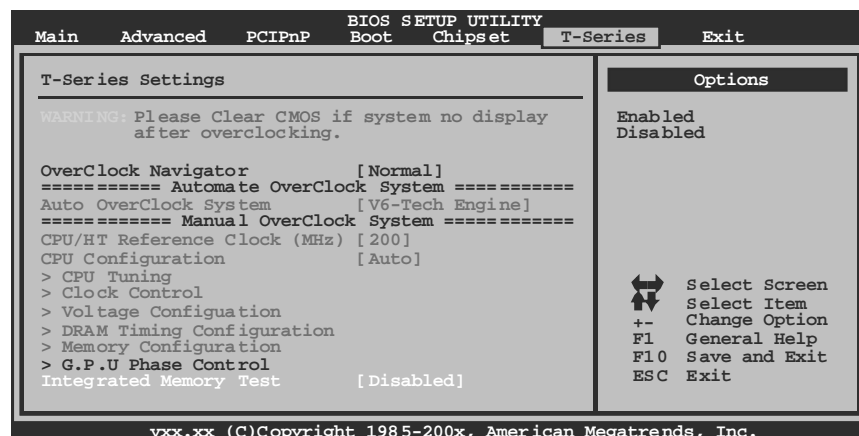 BIOS SETUP UTILITY
Main Advanced PCIPnP Boot Chipset T-Series Exit
T-Series Settings
WARNING: Please Clear CMOS if system no display
after overclocking.
OverClock Navigator [Normal]
=========== Automate OverClock System ===========
Auto OverClock System [V6-Tech Engine]
============ Manual OverClock System ============
CPU/HT Reference Clock (MHz) [200]
CPU Configuration [Auto]
> CPU Tuning
> Clock Control
> Voltage Configuation
> DRAM Timing Configuration
> Memory Configuration
> G.P.U Phase Control
Integrated Memory Test [Disabled]
Options
Enabled
Disabled
Select Screen
Select Item
+- Change Option
F1 General Help
F10 Save and Exit
ESC Exit
vxx.xx (C)Copyright 1985-200x, American Megatrends, Inc.